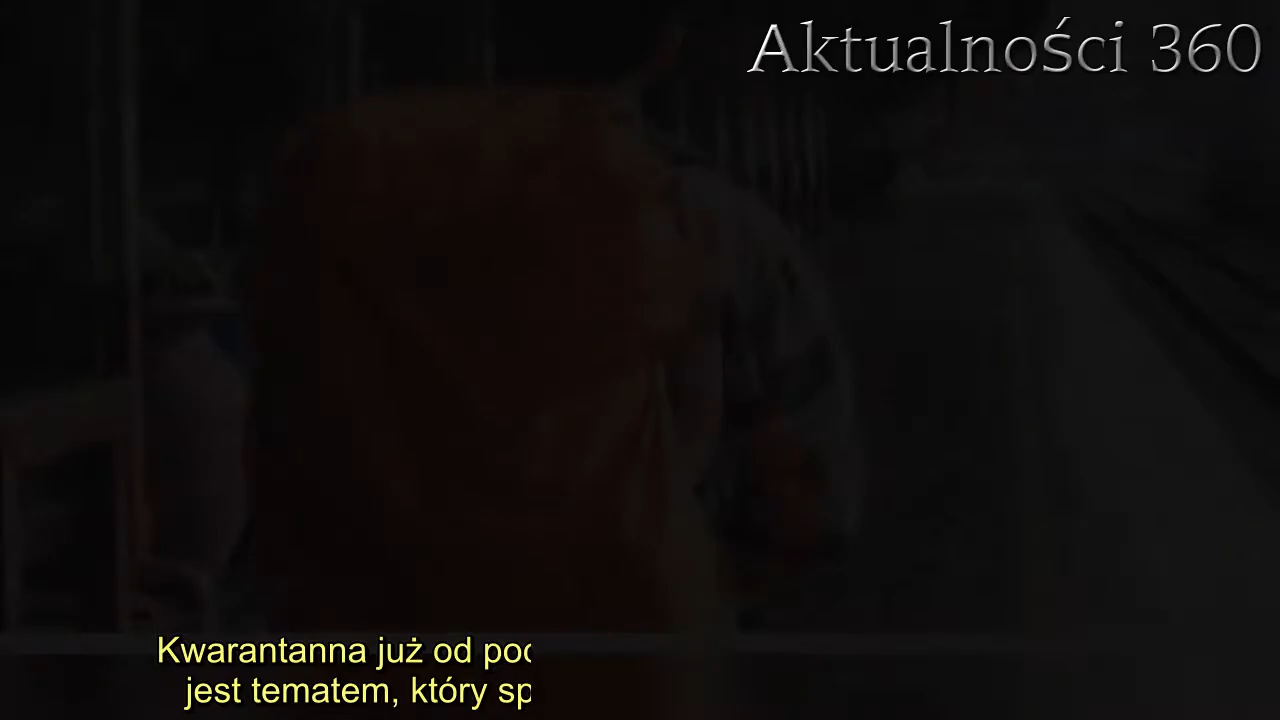 Aktualności 360
Kwarantanna już od
jest tematem, który